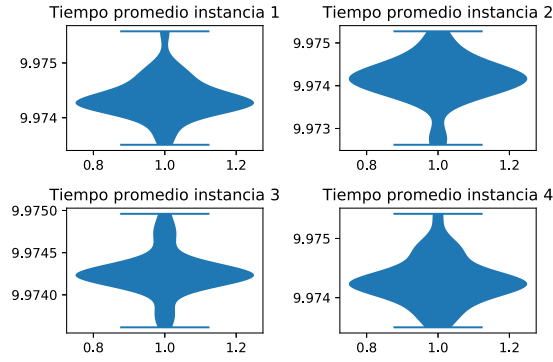 Tiempo promedio instancia 1
9.975
9.974
0.8 1.0 1.2
Tiempo promedio instancia 2
9.975
9.974
9.973
0.8 1.0 1.2
Tiempo promedio instancia 3
9.9750
9.9745
9.9740
0.8 1.0 1.2
Tiempo promedio instancia 4
9.975
9.974
0.8 1.0 1.2